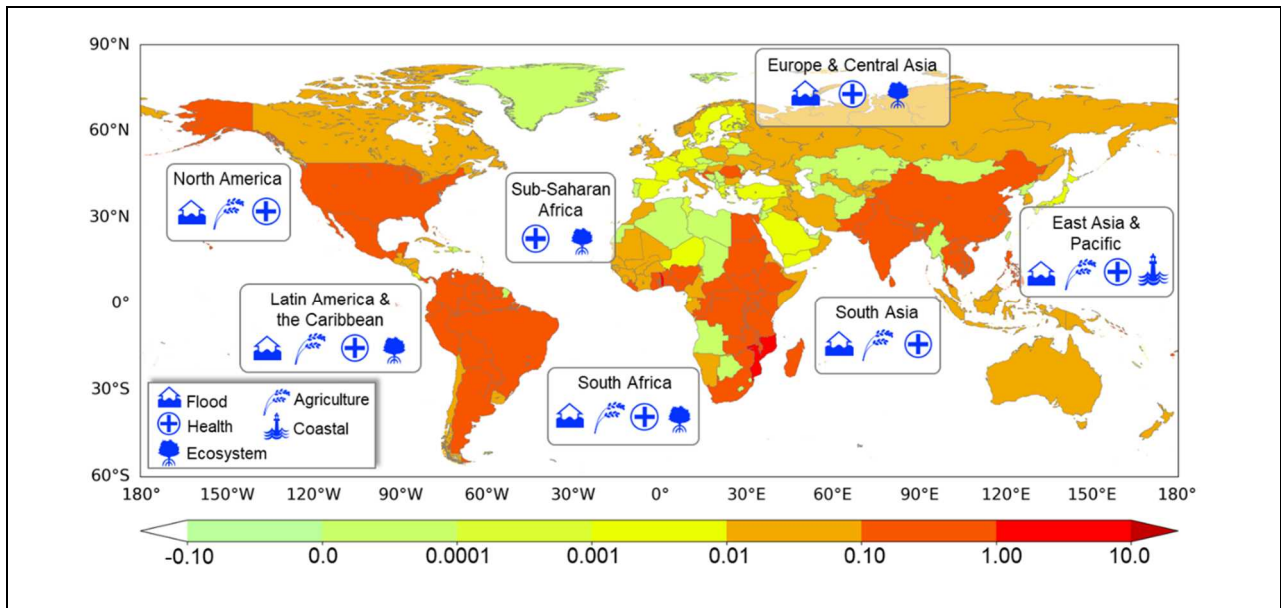 90°N
Europe & Central Asia
60°N
North America
Sub-Saharan
Africa
30°N
East Asia &
Pacific
0°
Latin America &
the Caribbean
South Asia
30°S
South Africa
Flood
Agriculture
Health
Coastal
Ecosystem
60°S
180°
150°W
120°W
90°W
60°W
30°W
0°
30°E
60°E
90°E
120°E
150°E
180°
-0.10
0.0
0.0001
0.001
0.01
0.10
1.00
10.0